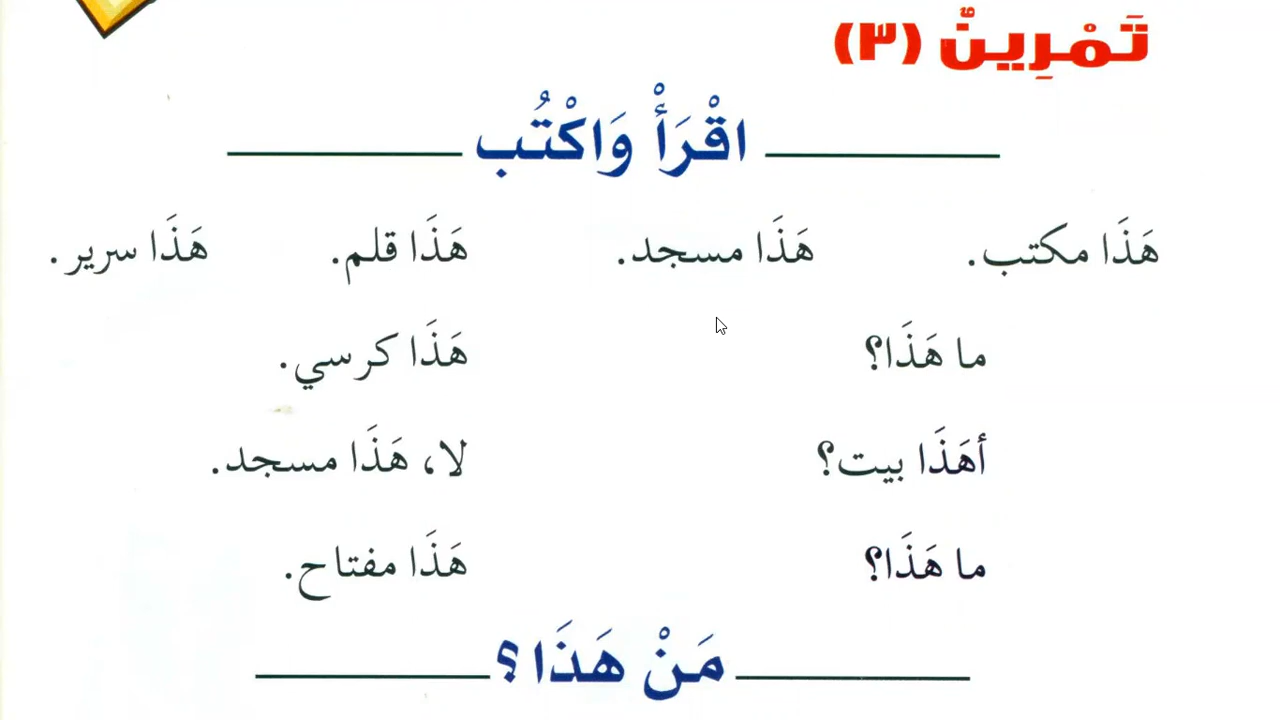 تَمْرِينٌ (٣)
اقْرَأْ وَاكْتُبْ
هَذَا مكتب. هَذَا مسجد. هَذَا قلم. هَذَا سرير.
ما هَذَا؟ هَذَا كرسي.
أهَذَا بيت؟ لا، هَذَا مسجد.
ما هَذَا؟ هَذَا مفتاح.
مَنْ هَذَا؟